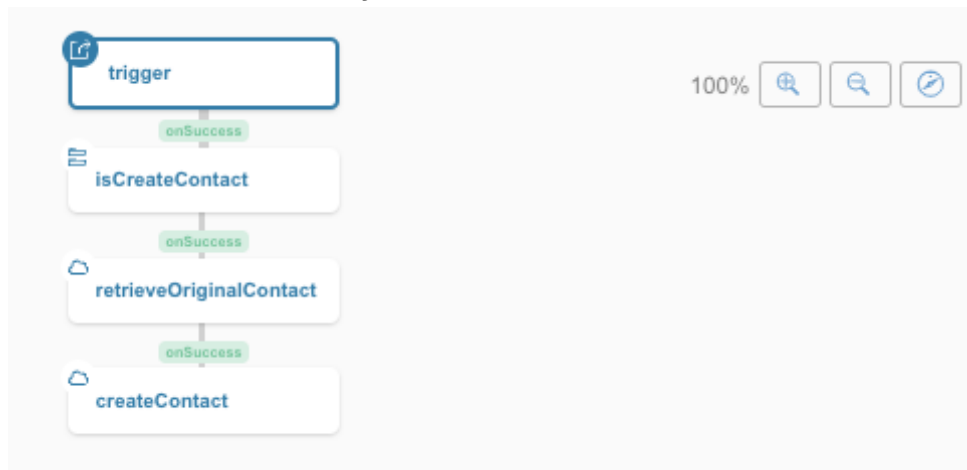 trigger
100%
onSuccess
isCreateContact
onSuccess
retrieveOriginalContact
onSuccess
createContact